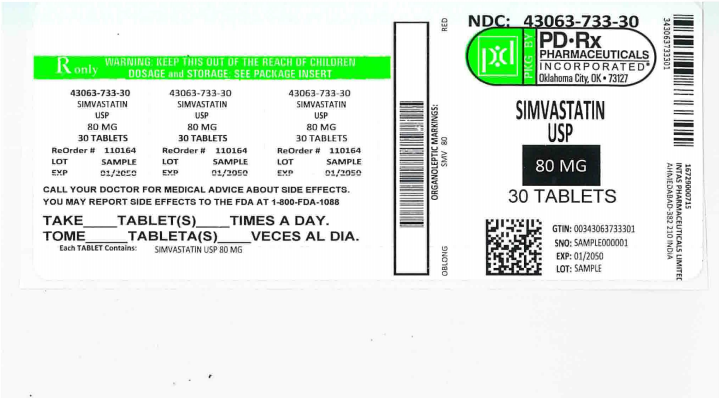 Rx only
WARNING: KEEP THIS OUT OF THE REACH OF CHILDREN
DOSAGE and STORAGE: SEE PACKAGE INSERT
43063-733-30 43063-733-30 43063-733-30
SIMVASTATIN SIMVASTATIN SIMVASTATIN
USP USP USP
80 MG 80 MG 80 MG
30 TABLETS 30 TABLETS 30 TABLETS
ReOrder # 110164 ReOrder # 110164 ReOrder # 110164
LOT SAMPLE LOT SAMPLE LOT SAMPLE
EXP 01/2050 EXP 01/2050 EXP 01/2050
CALL YOUR DOCTOR FOR MEDICAL ADVICE ABOUT SIDE EFFECTS.
YOU MAY REPORT SIDE EFFECTS TO THE FDA AT 1-800-FDA-1088
TAKE____TABLET(S)____TIMES A DAY.
TOME_____TABLETA(S)_____VECES AL DIA.
Each TABLET Contains: SIMVASTATIN USP 80 MG
ORGANOLEPTIC MARKINGS:
RED
SMV 80
OBLONG
NDC: 43063-733-30
pd
PKG BY
PD-Rx
PHARMACEUTICALS
INCORPORATED®
Oklahoma City, OK • 73127
SIMVASTATIN
USP
80 MG
30 TABLETS
GTIN: 00343063733301
SNO: SAMPLE000001
EXP: 01/2050
LOT: SAMPLE
343063733301
16729000715
INTAS PHARMACEUTICALS LIMITED
AHMEDABAD-382 210 INDIA